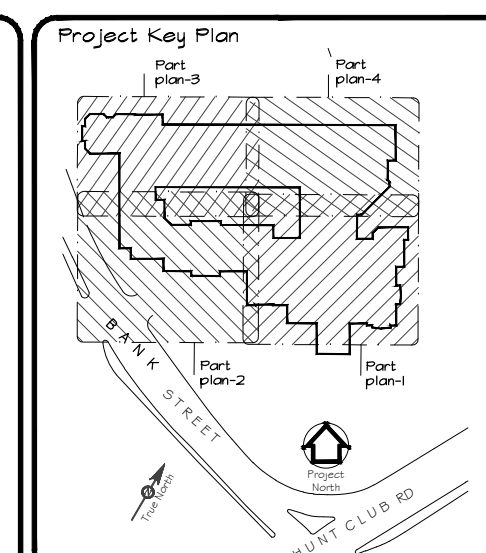 Project Key Plan
Part
plan-3
Part
plan-4
BANK
STREET
Part
plan-2
Part
plan-1
Project
North
True North
HUNT CLUB RD